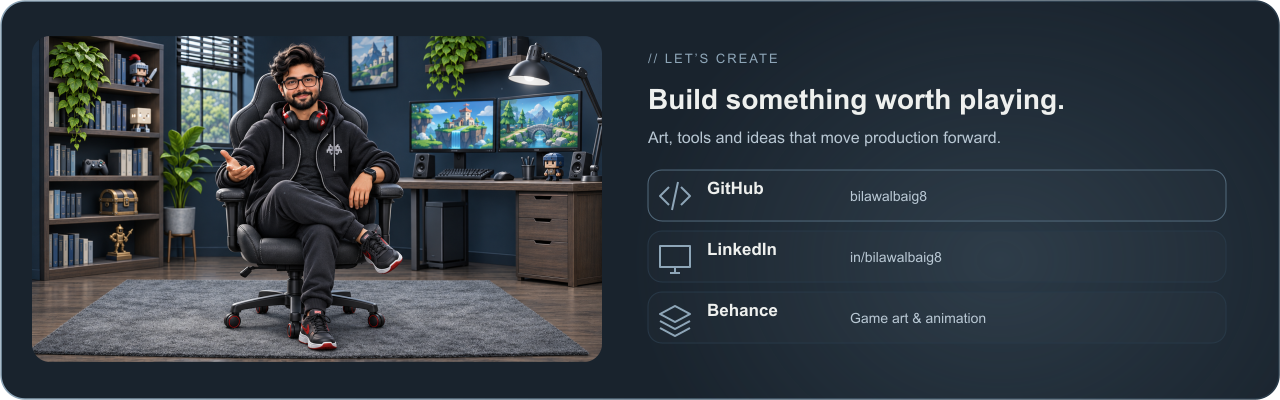 // LET'S CREATE
Build something worth playing.
Art, tools and ideas that move production forward.
GitHub bilawalbaig8
LinkedIn in/bilawalbaig8
Behance Game art & animation